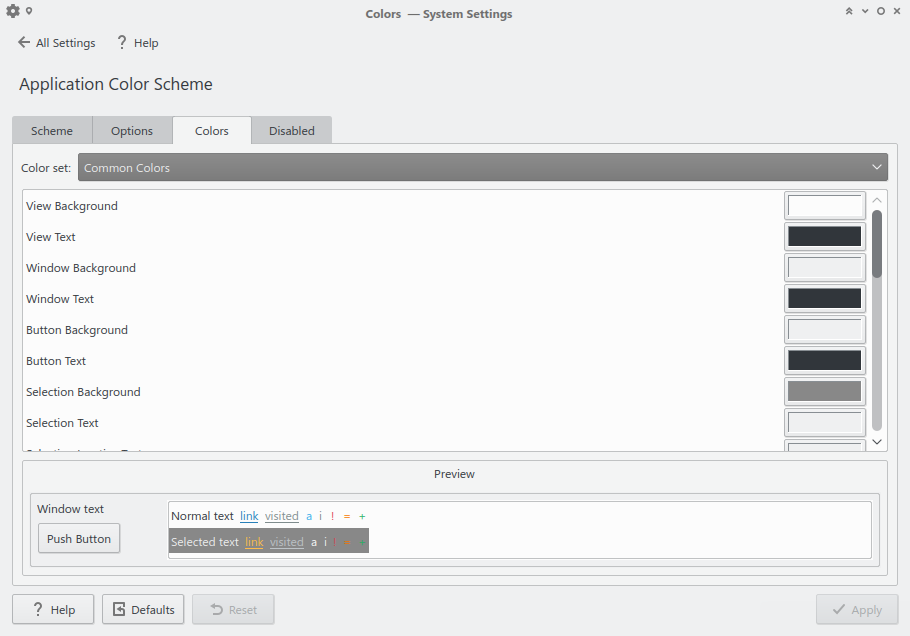 Colors — System Settings
All Settings ? Help
Application Color Scheme
Scheme Options Colors Disabled
Color set: Common Colors
View Background
View Text
Window Background
Window Text
Button Background
Button Text
Selection Background
Selection Text
Preview
Window text
Normal text link visited a i ! = +
Push Button
Selected text link visited a i ! +
? Help Defaults Reset Apply